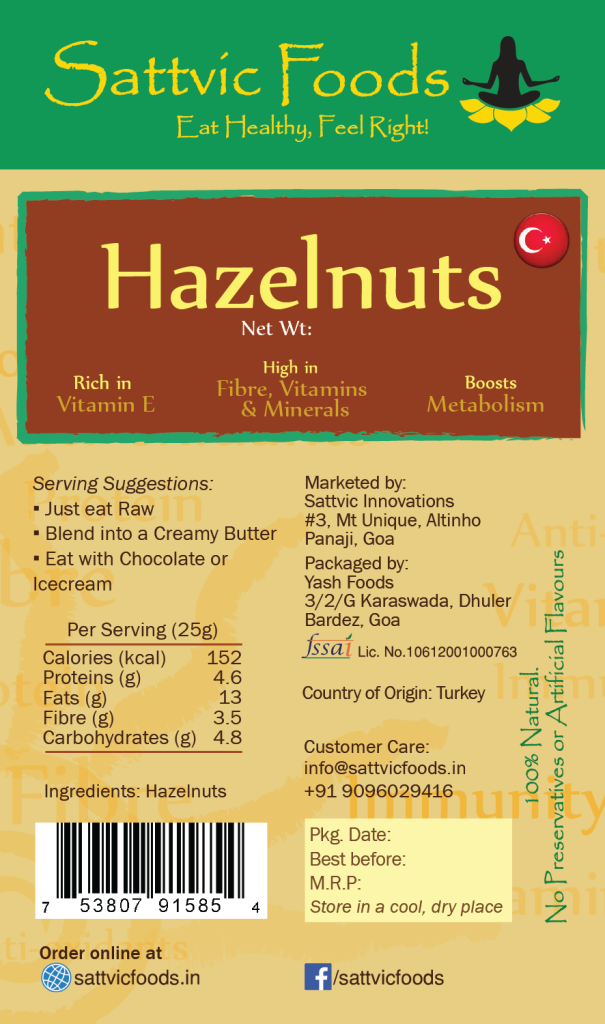 Sattvic Foods
Eat Healthy, Feel Right!
Hazelnuts
Net Wt:
Rich in
Vitamin E
High in
Fibre, Vitamins
& Minerals
Boosts
Metabolism
Serving Suggestions:
▪ Just eat Raw
▪ Blend into a Creamy Butter
▪ Eat with Chocolate or
Icecream
Per Serving (25g)
Calories (kcal) 152
Proteins (g) 4.6
Fats (g) 13
Fibre (g) 3.5
Carbohydrates (g) 4.8
Ingredients: Hazelnuts
7 53807 91585 4
Order online at
sattvicfoods.in
Marketed by:
Sattvic Innovations
#3, Mt Unique, Altinho
Panaji, Goa
Packaged by:
Yash Foods
3/2/G Karaswada, Dhuler
Bardez, Goa
fssai Lic. No.10612001000763
Country of Origin: Turkey
Customer Care:
info@sattvicfoods.in
+91 9096029416
Pkg. Date:
Best before:
M.R.P:
Store in a cool, dry place
f/sattvicfoods
100% Natural.
No Preservatives or Artificial Flavours
Protein
Fibre
Immunity